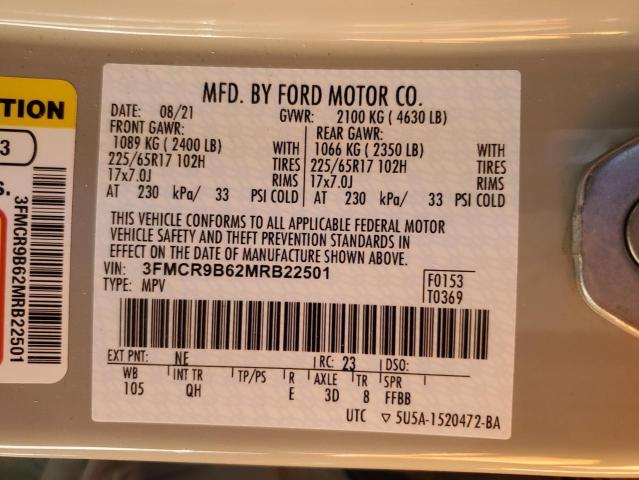 TION
3
S.
3FMCR9B62MRB22501
MFD. BY FORD MOTOR CO.
DATE: 08/21 GVWR: 2100 KG ( 4630 LB)
FRONT GAWR: REAR GAWR:
1089 KG ( 2400 LB) WITH 1066 KG ( 2350 LB) WITH
225/65R17 102H TIRES 225/65R17 102H TIRES
17x7.0J RIMS 17x7.0J RIMS
AT 230 kPa/ 33 PSI COLD AT 230 kPa/ 33 PSI COLD
THIS VEHICLE CONFORMS TO ALL APPLICABLE FEDERAL MOTOR
VEHICLE SAFETY AND THEFT PREVENTION STANDARDS IN
EFFECT ON THE DATE OF MANUFACTURE SHOWN ABOVE.
VIN: 3FMCR9B62MRB22501 F0153
TYPE: MPV T0369
EXT PNT: NE RC: 23 DSO:
WB INT TR TP/PS R AXLE TR SPR
105 QH E 3D 8 FFBB
UTC ▽ 5U5A-1520472-BA